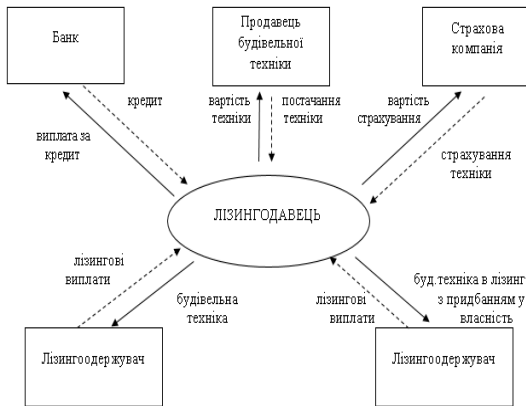 Банк
Продавець
будівельної
техніки
Страхова
компанія
кредит
вартість
техніки
постачання
техніки
вартість
страхування
виплата за
кредит
страхування
техніки
ЛІЗИНГОДАВЕЦЬ
лізингові
виплати
будівельна
техніка
лізингові
виплати
буд.техніка в лізинг
з придбанням у
власність
Лізингоодержувач
Лізингоодержувач